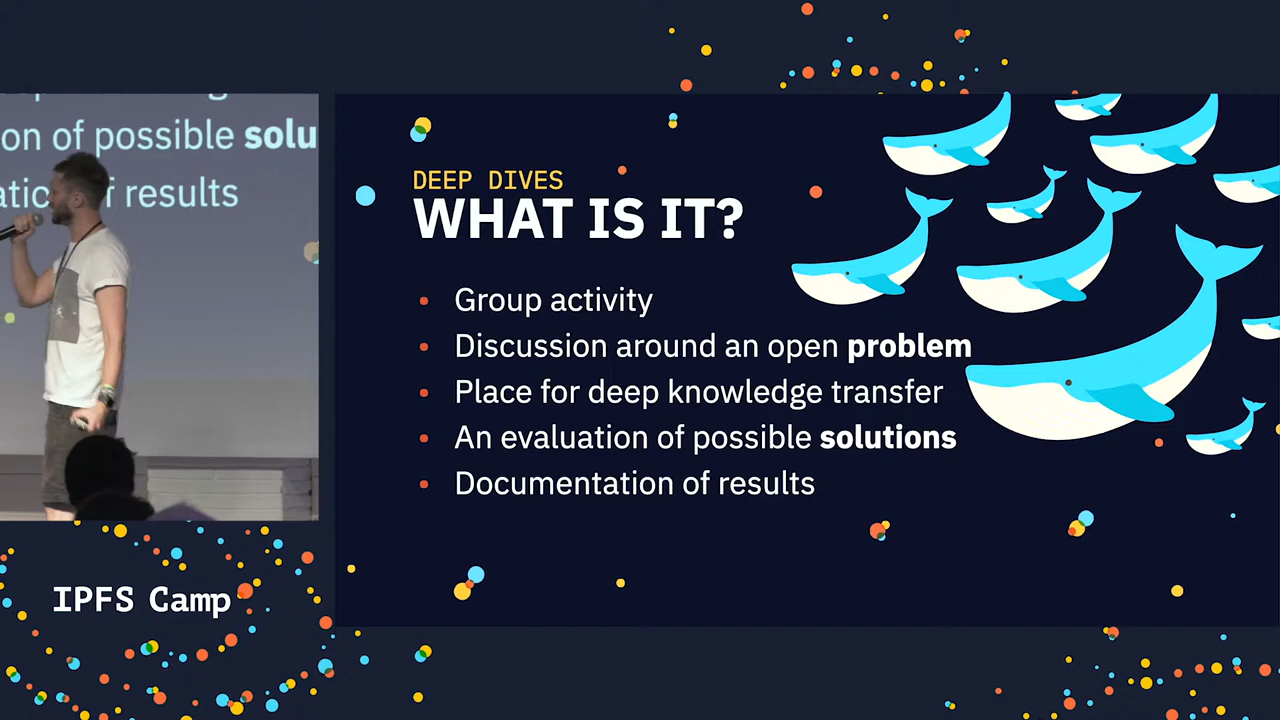 on of possible solu
f results
DEEP DIVES
WHAT IS IT?
• Group activity
• Discussion around an open problem
• Place for deep knowledge transfer
• An evaluation of possible solutions
• Documentation of results
IPFS Camp